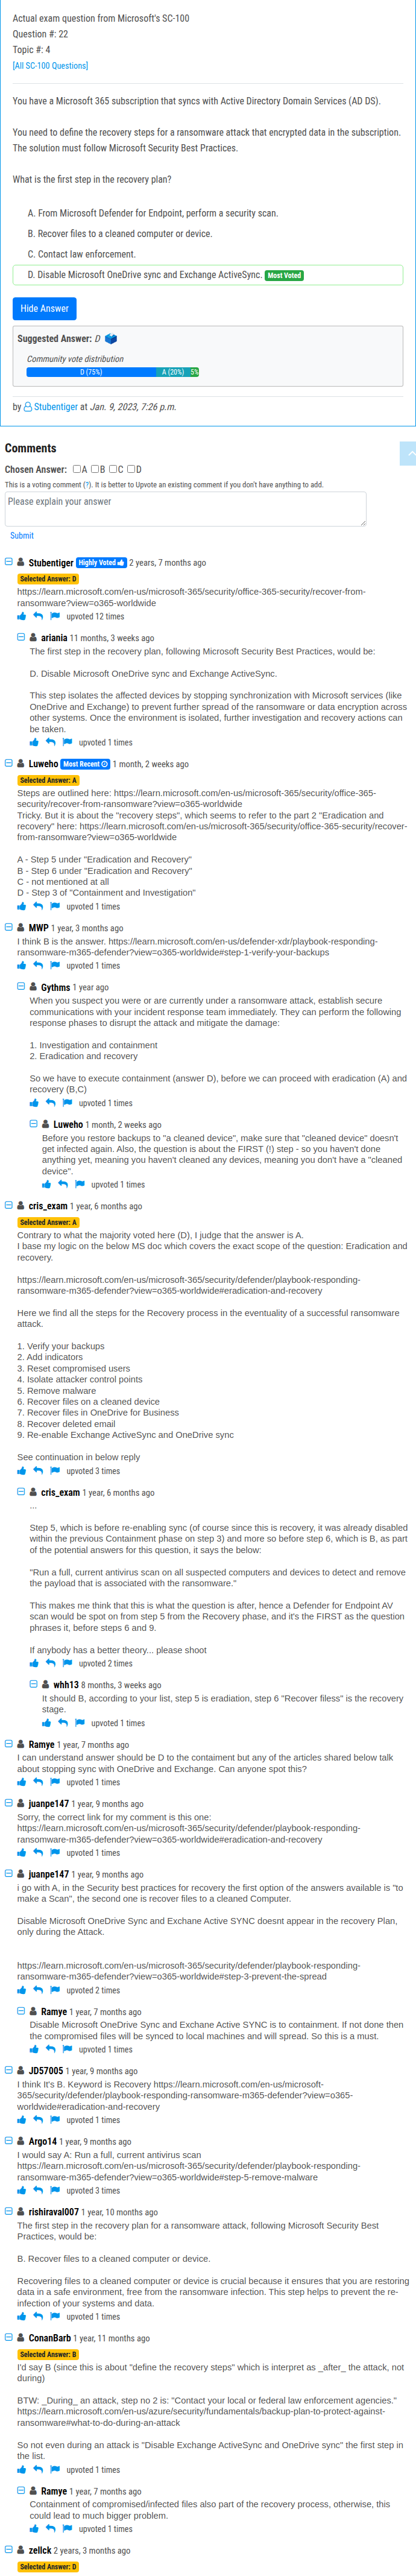 Actual exam question from Microsoft's SC-100
Question #: 22
Topic #: 4
[All SC-100 Questions]
You have a Microsoft 365 subscription that syncs with Active Directory Domain Services (AD DS).
You need to define the recovery steps for a ransomware attack that encrypted data in the subscription.
The solution must follow Microsoft Security Best Practices.
What is the first step in the recovery plan?
A. From Microsoft Defender for Endpoint, perform a security scan.
B. Recover files to a cleaned computer or device.
C. Contact law enforcement.
D. Disable Microsoft OneDrive sync and Exchange ActiveSync. Most Voted
Hide Answer
Suggested Answer: D
Community vote distribution
D (75%) A (20%) 5%
by Stubentiger at Jan. 9, 2023, 7:26 p.m.
Comments
Chosen Answer: A B C D
This is a voting comment (?). It is better to Upvote an existing comment if you don't have anything to add.
Please explain your answer
Submit
Stubentiger Highly Voted 2 years, 7 months ago
Selected Answer: D
https://learn.microsoft.com/en-us/microsoft-365/security/office-365-security/recover-from-
ransomware?view=o365-worldwide
upvoted 12 times
ariania 11 months, 3 weeks ago
The first step in the recovery plan, following Microsoft Security Best Practices, would be:
D. Disable Microsoft OneDrive sync and Exchange ActiveSync.
This step isolates the affected devices by stopping synchronization with Microsoft services (like
OneDrive and Exchange) to prevent further spread of the ransomware or data encryption across
other systems. Once the environment is isolated, further investigation and recovery actions can
be taken.
upvoted 1 times
Luweho Most Recent 1 month, 2 weeks ago
Selected Answer: A
Steps are outlined here: https://learn.microsoft.com/en-us/microsoft-365/security/office-365-
security/recover-from-ransomware?view=o365-worldwide
Tricky. But it is about the "recovery steps", which seems to refer to the part 2 "Eradication and
recovery" here: https://learn.microsoft.com/en-us/microsoft-365/security/office-365-security/recover-
from-ransomware?view=o365-worldwide
A - Step 5 under "Eradication and Recovery"
B - Step 6 under "Eradication and Recovery"
C - not mentioned at all
D - Step 3 of "Containment and Investigation"
upvoted 1 times
MWP 1 year, 3 months ago
I think B is the answer. https://learn.microsoft.com/en-us/defender-xdr/playbook-responding-
ransomware-m365-defender?view=o365-worldwide#step-1-verify-your-backups
upvoted 1 times
Gythms 1 year ago
When you suspect you were or are currently under a ransomware attack, establish secure
communications with your incident response team immediately. They can perform the following
response phases to disrupt the attack and mitigate the damage:
1. Investigation and containment
2. Eradication and recovery
So we have to execute containment (answer D), before we can proceed with eradication (A) and
recovery (B,C)
upvoted 1 times
Luweho 1 month, 2 weeks ago
Before you restore backups to "a cleaned device", make sure that "cleaned device" doesn't
get infected again. Also, the question is about the FIRST (!) step - so you haven't done
anything yet, meaning you haven't cleaned any devices, meaning you don't have a "cleaned
device".
upvoted 1 times
cris_exam 1 year, 6 months ago
Selected Answer: A
Contrary to what the majority voted here (D), I judge that the answer is A.
I base my logic on the below MS doc which covers the exact scope of the question: Eradication and
recovery.
https://learn.microsoft.com/en-us/microsoft-365/security/defender/playbook-responding-
ransomware-m365-defender?view=o365-worldwide#eradication-and-recovery
Here we find all the steps for the Recovery process in the eventuality of a successful ransomware
attack.
1. Verify your backups
2. Add indicators
3. Reset compromised users
4. Isolate attacker control points
5. Remove malware
6. Recover files on a cleaned device
7. Recover files in OneDrive for Business
8. Recover deleted email
9. Re-enable Exchange ActiveSync and OneDrive sync
See continuation in below reply
upvoted 3 times
cris_exam 1 year, 6 months ago
...
Step 5, which is before re-enabling sync (of course since this is recovery, it was already disabled
within the previous Containment phase on step 3) and more so before step 6, which is B, as part
of the potential answers for this question, it says the below:
"Run a full, current antivirus scan on all suspected computers and devices to detect and remove
the payload that is associated with the ransomware."
This makes me think that this is what the question is after, hence a Defender for Endpoint AV
scan would be spot on from step 5 from the Recovery phase, and it's the FIRST as the question
phrases it, before steps 6 and 9.
If anybody has a better theory... please shoot
upvoted 2 times
whh13 8 months, 3 weeks ago
It should B, according to your list, step 5 is eradiation, step 6 "Recover filess" is the recovery
stage.
upvoted 1 times
Ramye 1 year, 7 months ago
I can understand answer should be D to the contaiment but any of the articles shared below talk
about stopping sync with OneDrive and Exchange. Can anyone spot this?
upvoted 1 times
juanpe147 1 year, 9 months ago
Sorry, the correct link for my comment is this one:
https://learn.microsoft.com/en-us/microsoft-365/security/defender/playbook-responding-
ransomware-m365-defender?view=o365-worldwide#eradication-and-recovery
upvoted 1 times
juanpe147 1 year, 9 months ago
i go with A, in the Security best practices for recovery the first option of the answers available is "to
make a Scan", the second one is recover files to a cleaned Computer.
Disable Microsoft OneDrive Sync and Exchane Active SYNC doesnt appear in the recovery Plan,
only during the Attack.
https://learn.microsoft.com/en-us/microsoft-365/security/defender/playbook-responding-
ransomware-m365-defender?view=o365-worldwide#step-3-prevent-the-spread
upvoted 2 times
Ramye 1 year, 7 months ago
Disable Microsoft OneDrive Sync and Exchane Active SYNC is to containment. If not done then
the compromised files will be synced to local machines and will spread. So this is a must.
upvoted 1 times
JD57005 1 year, 9 months ago
I think It's B. Keyword is Recovery https://learn.microsoft.com/en-us/microsoft-
365/security/defender/playbook-responding-ransomware-m365-defender?view=o365-
worldwide#eradication-and-recovery
upvoted 1 times
Argo14 1 year, 9 months ago
I would say A: Run a full, current antivirus scan
https://learn.microsoft.com/en-us/microsoft-365/security/defender/playbook-responding-
ransomware-m365-defender?view=o365-worldwide#step-5-remove-malware
upvoted 3 times
rishiraval007 1 year, 10 months ago
The first step in the recovery plan for a ransomware attack, following Microsoft Security Best
Practices, would be:
B. Recover files to a cleaned computer or device.
Recovering files to a cleaned computer or device is crucial because it ensures that you are restoring
data in a safe environment, free from the ransomware infection. This step helps to prevent the re-
infection of your systems and data.
upvoted 1 times
ConanBarb 1 year, 11 months ago
Selected Answer: B
I'd say B (since this is about "define the recovery steps" which is interpret as _after_ the attack, not
during)
BTW: _During_ an attack, step no 2 is: "Contact your local or federal law enforcement agencies."
https://learn.microsoft.com/en-us/azure/security/fundamentals/backup-plan-to-protect-against-
ransomware#what-to-do-during-an-attack
So not even during an attack is "Disable Exchange ActiveSync and OneDrive sync" the first step in
the list.
upvoted 1 times
Ramye 1 year, 7 months ago
Containment of compromised/infected files also part of the recovery process, otherwise, this
could lead to much bigger problem.
upvoted 1 times
zellck 2 years, 3 months ago
Selected Answer: D